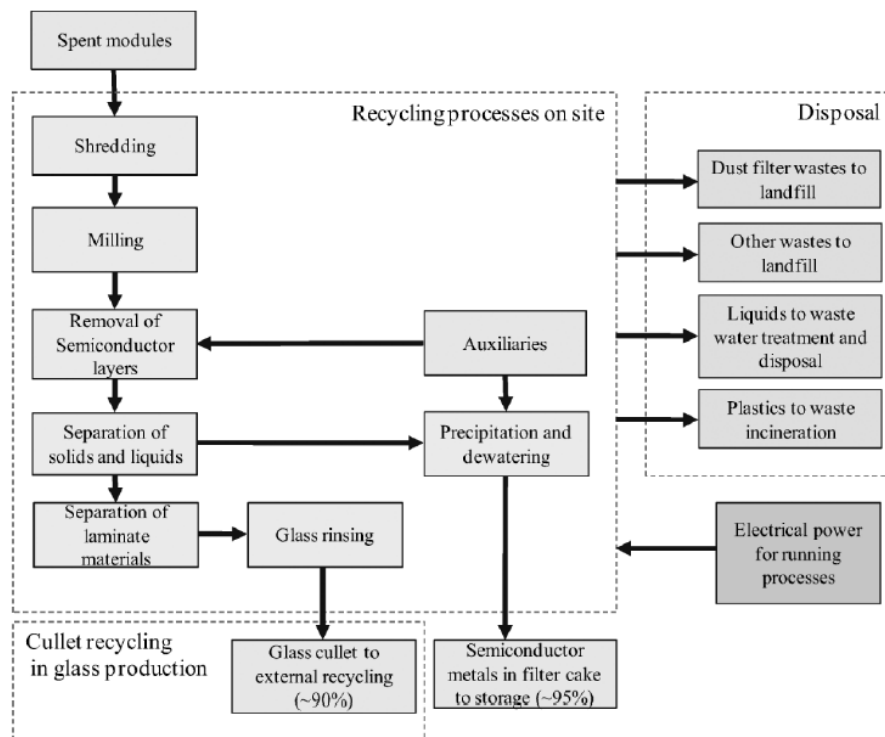 Spent modules
Recycling processes on site
Disposal
Shredding
Dust filter wastes to
landfill
Milling
Other wastes to
landfill
Removal of
Semiconductor
layers
Auxiliaries
Liquids to waste
water treatment and
disposal
Separation of
solids and liquids
Precipitation and
dewatering
Plastics to waste
incineration
Separation of
laminate
materials
Glass rinsing
Electrical power
for running
processes
Cullet recycling
in glass production
Glass cullet to
external recycling
(~90%)
Semiconductor
metals in filter cake
to storage (~95%)